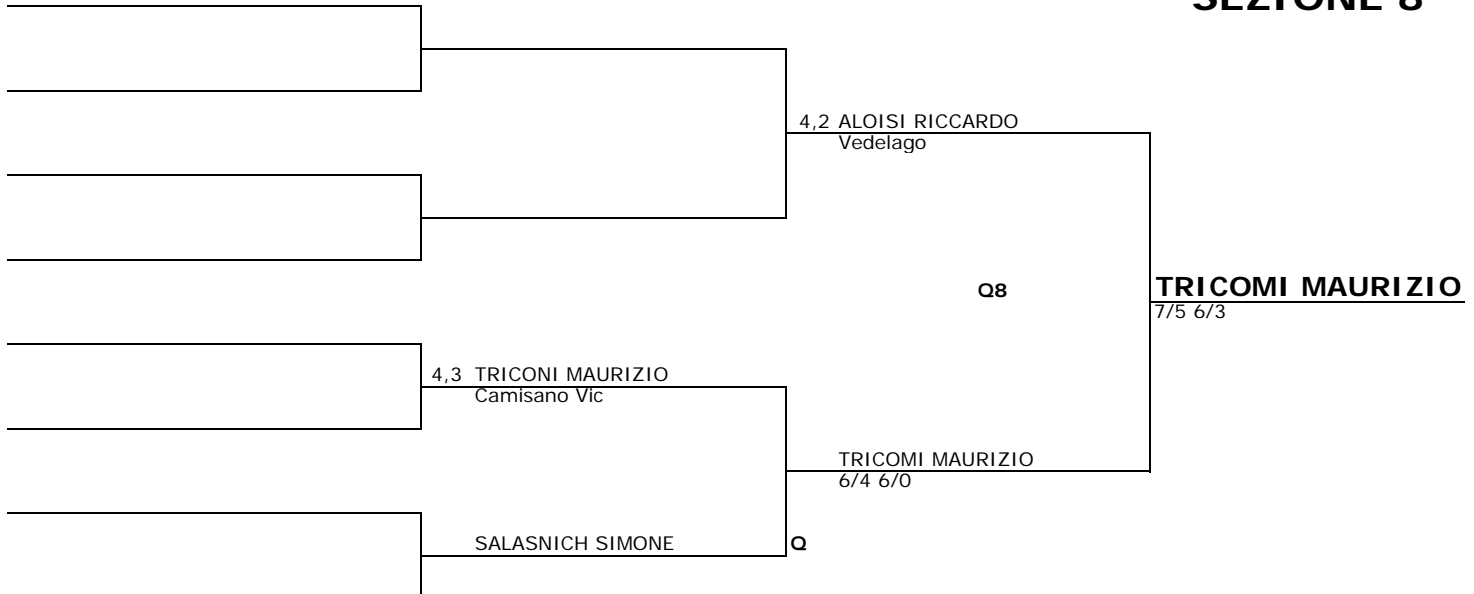 SEZIONE 8
4,2 ALOISI RICCARDO
Vedelago
Q8
TRICOMI MAURIZIO
7/5 6/3
4,3 TRICONI MAURIZIO
Camisano Vic
TRICOMI MAURIZIO
6/4 6/0
SALASNICH SIMONE
Q